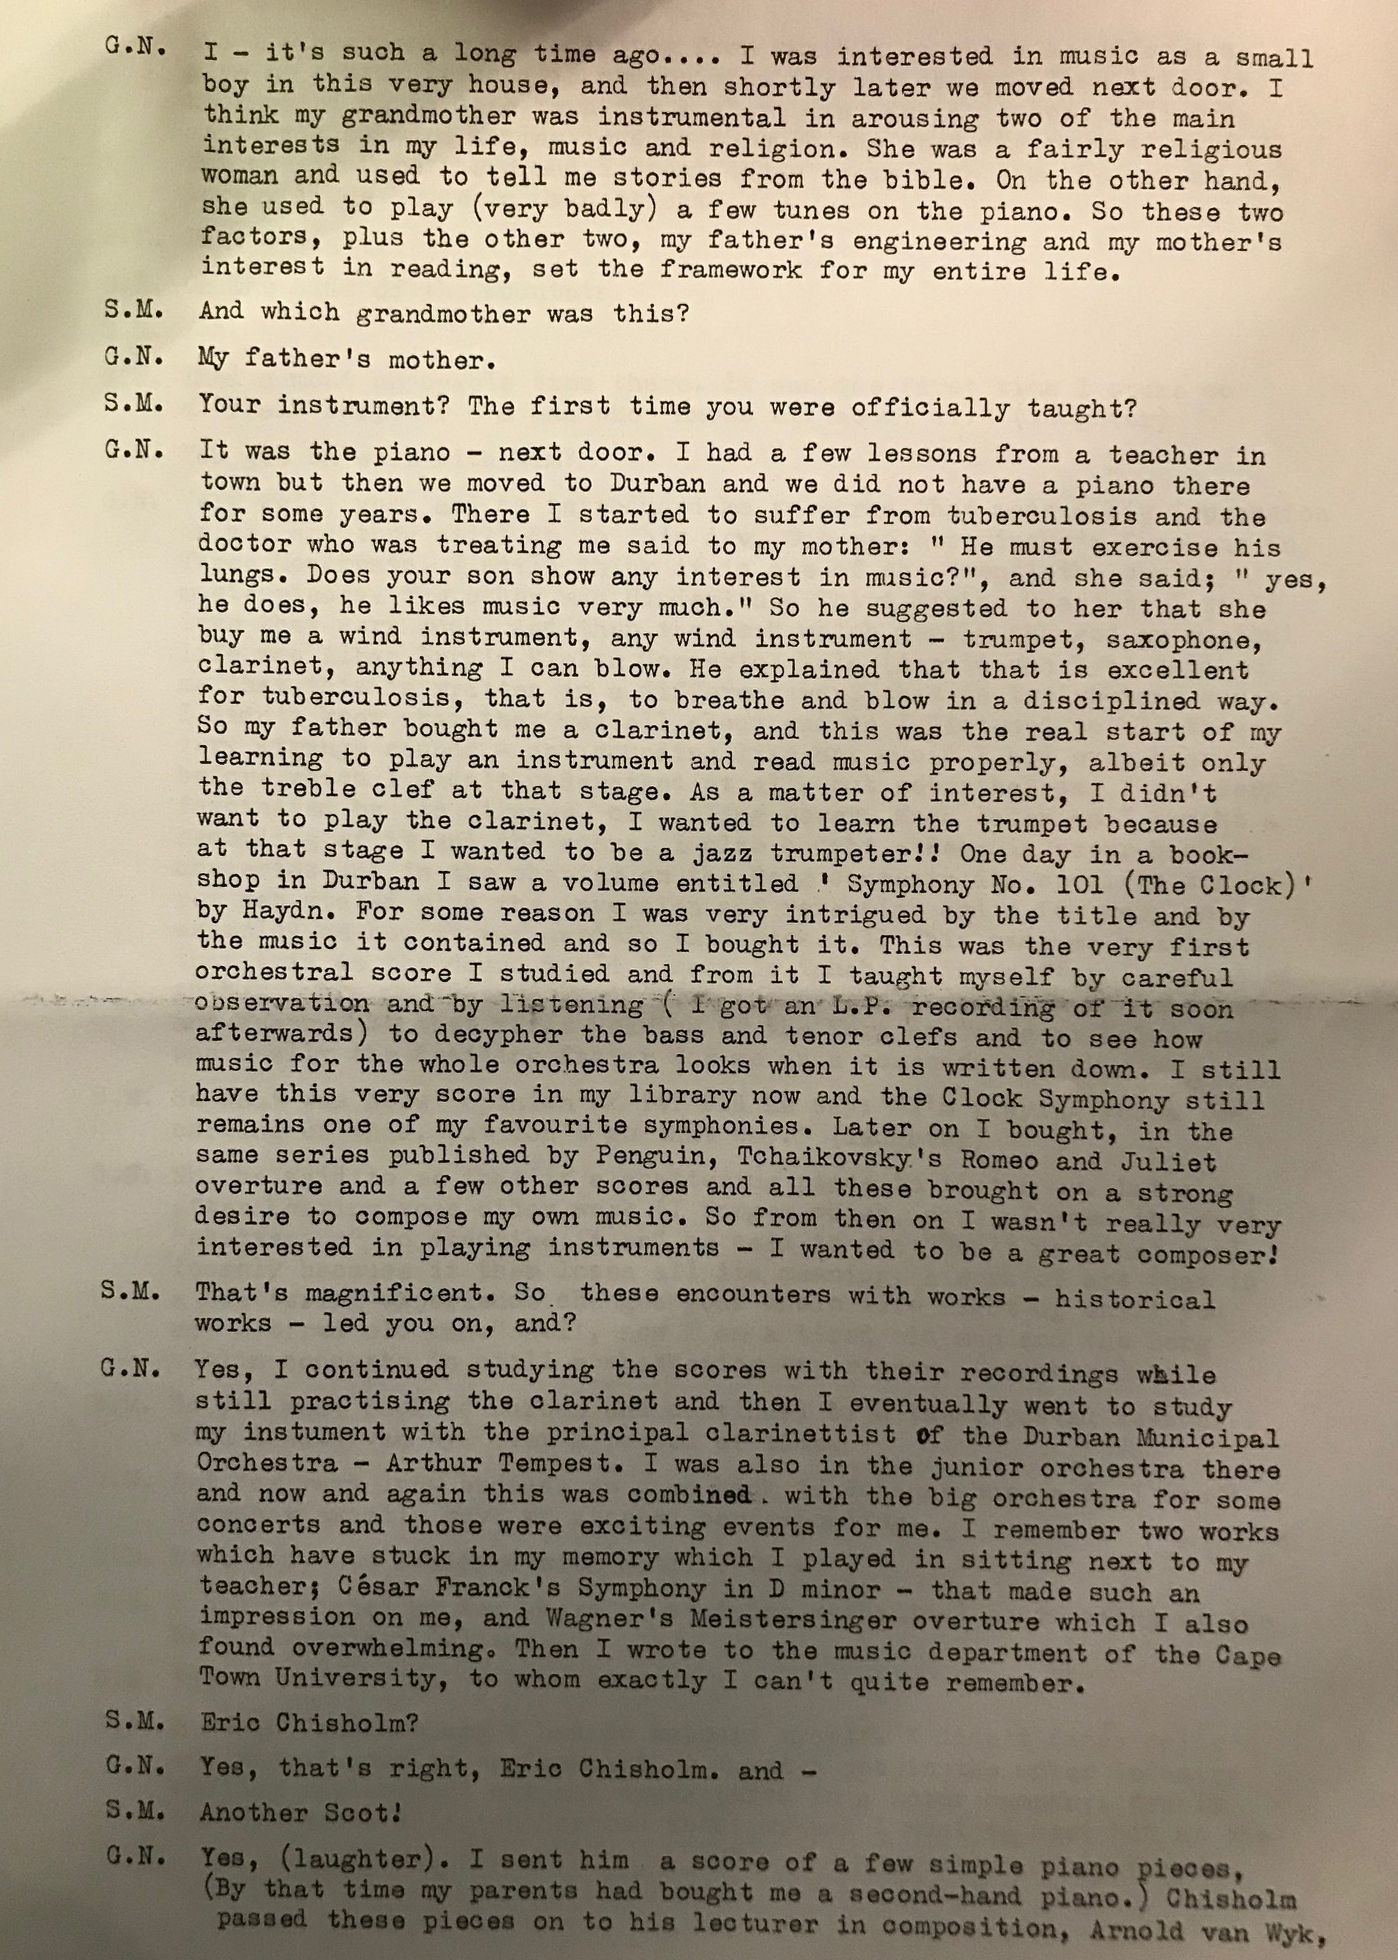 G.N. I - it's such a long time ago.... I was interested in music as a small
boy in this very house, and then shortly later we moved next door. I
think my grandmother was instrumental in arousing two of the main
interests in my life, music and religion. She was a fairly religious
woman and used to tell me stories from the bible. On the other hand,
she used to play (very badly) a few tunes on the piano. So these two
factors, plus the other two, my father's engineering and my mother's
interest in reading, set the framework for my entire life.
S.M. And which grandmother was this?
G.N. My father's mother.
S.M. Your instrument? The first time you were officially taught?
G.N. It was the piano - next door. I had a few lessons from a teacher in
town but then we moved to Durban and we did not have a piano there
for some years. There I started to suffer from tuberculosis and the
doctor who was treating me said to my mother: " He must exercise his
lungs. Does your son show any interest in music?", and she said; " yes,
he does, he likes music very much." So he suggested to her that she
buy me a wind instrument, any wind instrument - trumpet, saxophone,
clarinet, anything I can blow. He explained that that is excellent
for tuberculosis, that is, to breathe and blow in a disciplined way.
So my father bought me a clarinet, and this was the real start of my
learning to play an instrument and read music properly, albeit only
the treble clef at that stage. As a matter of interest, I didn't
want to play the clarinet, I wanted to learn the trumpet because
at that stage I wanted to be a jazz trumpeter!! One day in a book-
shop in Durban I saw a volume entitled ' Symphony No. 101 (The Clock)'
by Haydn. For some reason I was very intrigued by the title and by
the music it contained and so I bought it. This was the very first
orchestral score I studied and from it I taught myself by careful
observation and by listening ( I got an L.P. recording of it soon
afterwards) to decypher the bass and tenor clefs and to see how
music for the whole orchestra looks when it is written down. I still
have this very score in my library now and the Clock Symphony still
remains one of my favourite symphonies. Later on I bought, in the
same series published by Penguin, Tchaikovsky's Romeo and Juliet
overture and a few other scores and all these brought on a strong
desire to compose my own music. So from then on I wasn't really very
interested in playing instruments - I wanted to be a great composer!
S.M. That's magnificent. So these encounters with works - historical
works - led you on, and?
G.N. Yes, I continued studying the scores with their recordings while
still practising the clarinet and then I eventually went to study
my instument with the principal clarinettist of the Durban Municipal
Orchestra - Arthur Tempest. I was also in the junior orchestra there
and now and again this was combined. with the big orchestra for some
concerts and those were exciting events for me. I remember two works
which have stuck in my memory which I played in sitting next to my
teacher; César Franck's Symphony in D minor - that made such an
impression on me, and Wagner's Meistersinger overture which I also
found overwhelming. Then I wrote to the music department of the Cape
Town University, to whom exactly I can't quite remember.
S.M. Eric Chisholm?
G.N. Yes, that's right, Eric Chisholm. and -
S.M. Another Scot!
G.N. Yes, (laughter). I sent him a score of a few simple piano pieces,
(By that time my parents had bought me a second-hand piano.) Chisholm
passed these pieces on to his lecturer in composition, Arnold van Wyk,